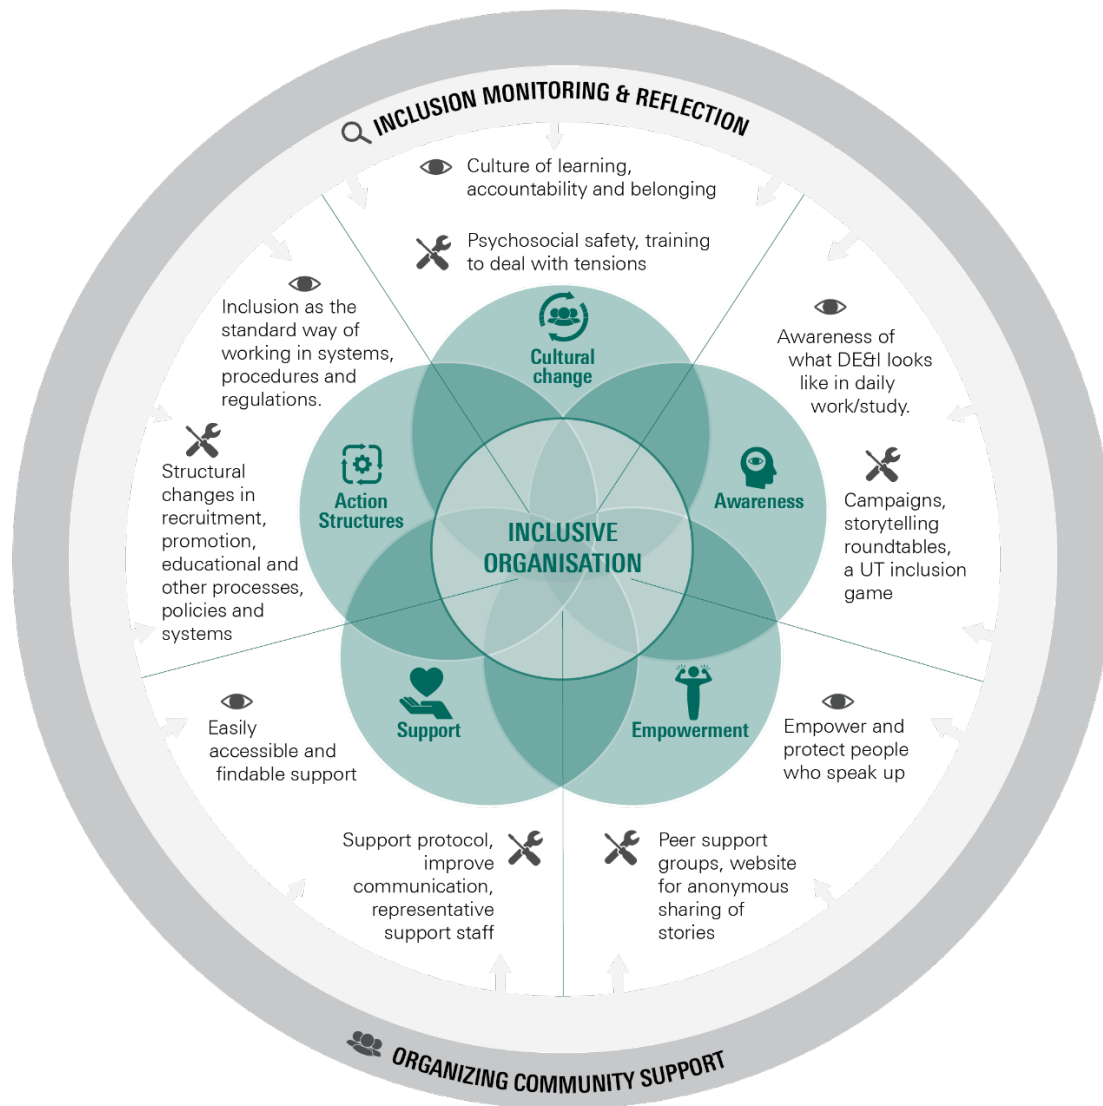 INCLUSION MONITORING & REFLECTION
Culture of learning,
accountability and belonging
Psychosocial safety, training
to deal with tensions
Cultural
change
Awareness of
what DE&I looks
like in daily
work/study.
Campaigns,
storytelling
roundtables,
a UT inclusion
game
Awareness
Empower and
protect people
who speak up
Peer support
groups, website
for anonymous
sharing of
stories
Empowerment
Easily
accessible and
findable support
Support protocol,
improve
communication,
representative
support staff
Support
Inclusion as the
standard way of
working in systems,
procedures and
regulations.
Structural
changes in
recruitment,
promotion,
educational and
other processes,
policies and
systems
Action
Structures
INCLUSIVE
ORGANISATION
ORGANIZING COMMUNITY SUPPORT